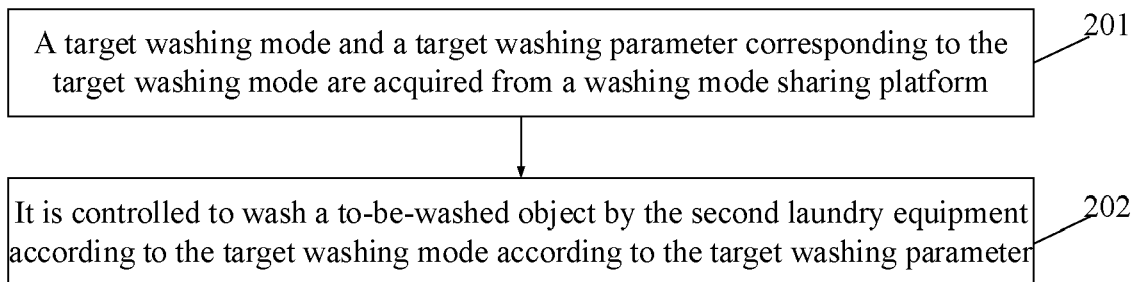 A target washing mode and a target washing parameter corresponding to the
target washing mode are acquired from a washing mode sharing platform
201
It is controlled to wash a to-be-washed object by the second laundry equipment
according to the target washing mode according to the target washing parameter
202